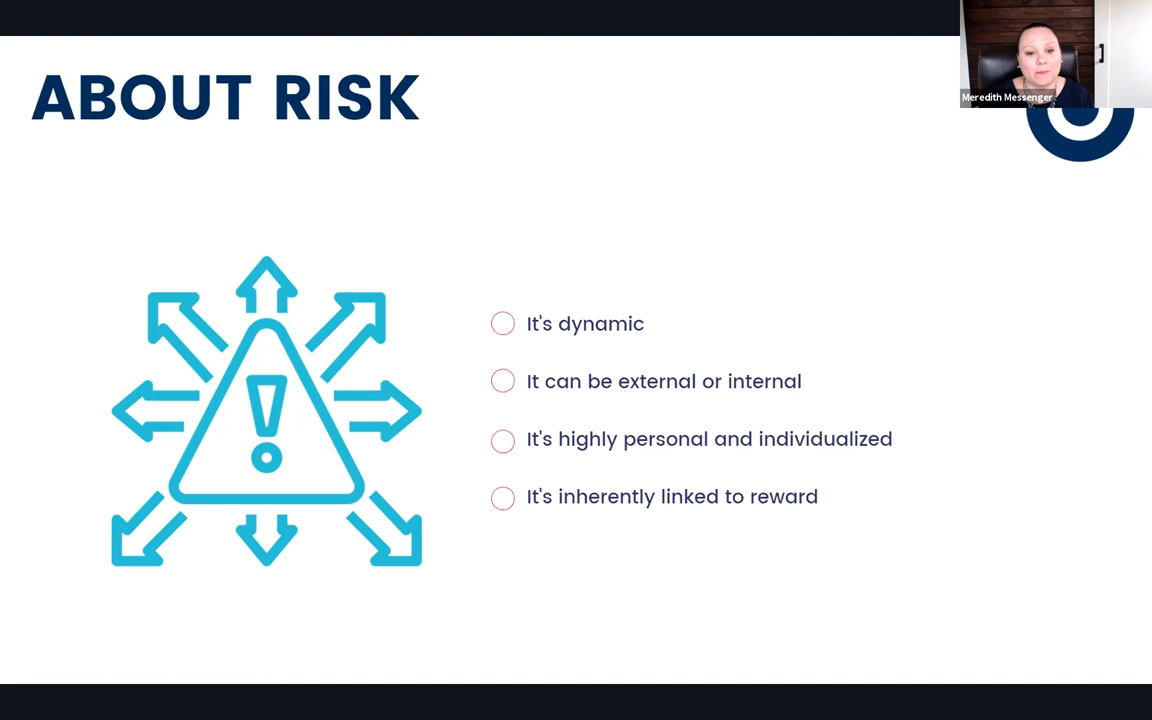 ABOUT RISK
Meredith Messenger
It's dynamic
It can be external or internal
It's highly personal and individualized
It's inherently linked to reward